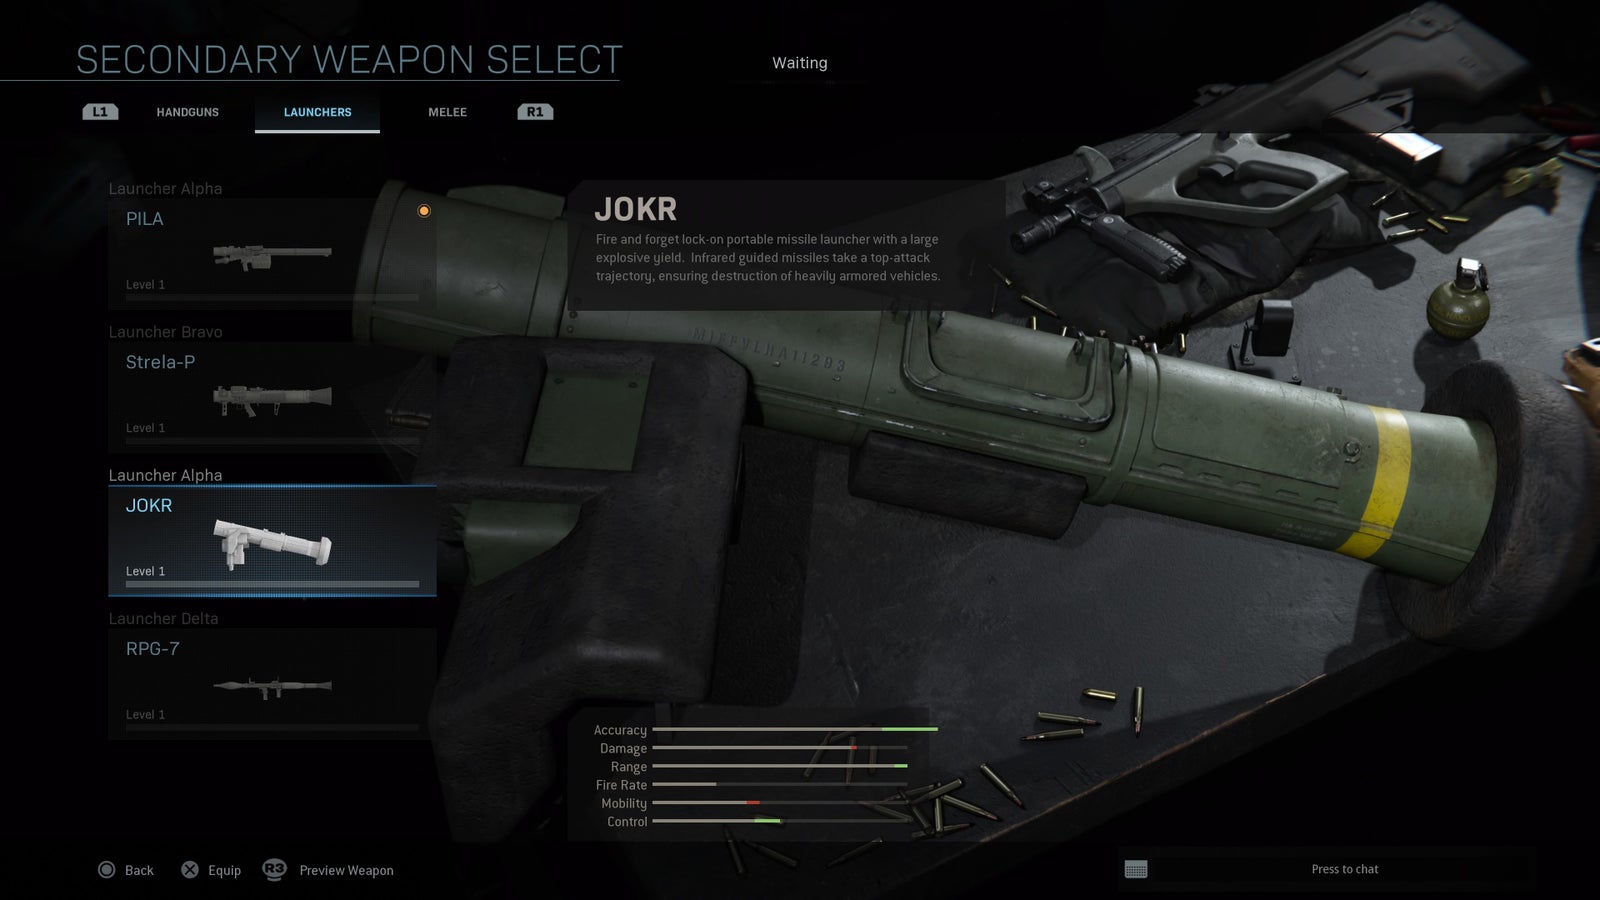 SECONDARY WEAPON SELECT
Waiting
L1 HANDGUNS LAUNCHERS MELEE R1
Launcher Alpha
PILA
Level 1
Launcher Bravo
Strela-P
Level 1
Launcher Alpha
JOKR
Level 1
Launcher Delta
RPG-7
Level 1
JOKR
Fire and forget lock-on portable missile launcher with a large
explosive yield. Infrared guided missiles take a top-attack
trajectory, ensuring destruction of heavily armored vehicles.
Accuracy
Damage
Range
Fire Rate
Mobility
Control
Back Equip R3 Preview Weapon
Press to chat